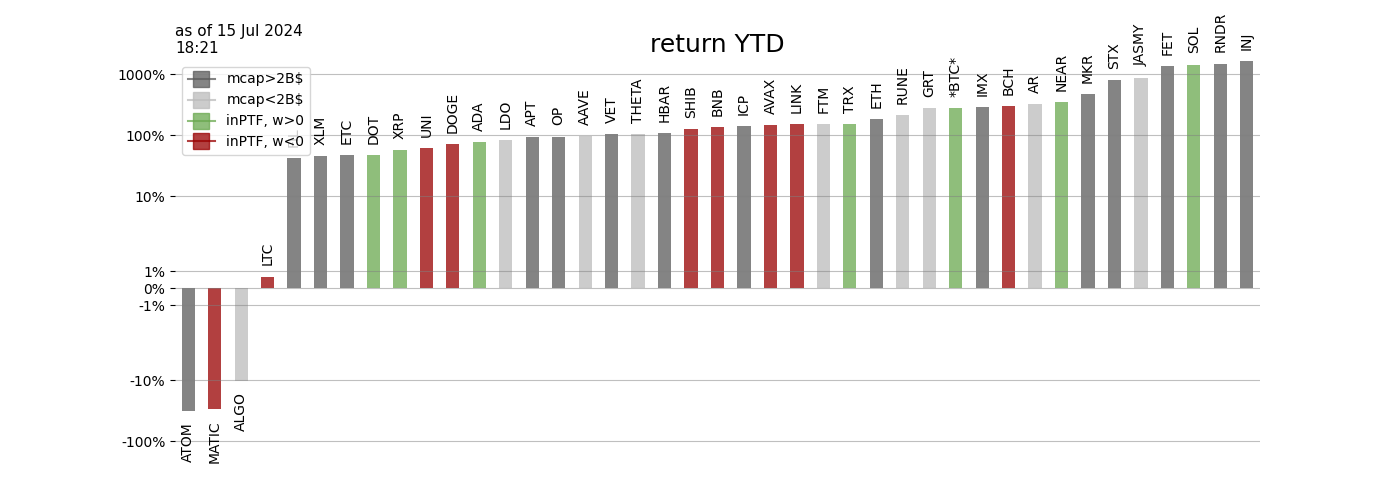 as of 15 Jul 2024
18:21
return YTD
mcap>2B$
mcap<2B$
inPTF, w>0
inPTF, w<0
1000%
100%
10%
1%
0%
-1%
-10%
-100%
ATOM
MATIC
ALGO
LTC
XLM
ETC
DOT
XRP
UNI
DOGE
ADA
LDO
APT
OP
AAVE
VET
THETA
HBAR
SHIB
BNB
ICP
AVAX
LINK
FTM
TRX
ETH
RUNE
GRT
*BTC*
IMX
BCH
AR
NEAR
MKR
STX
JASMY
FET
SOL
RNDR
INJ